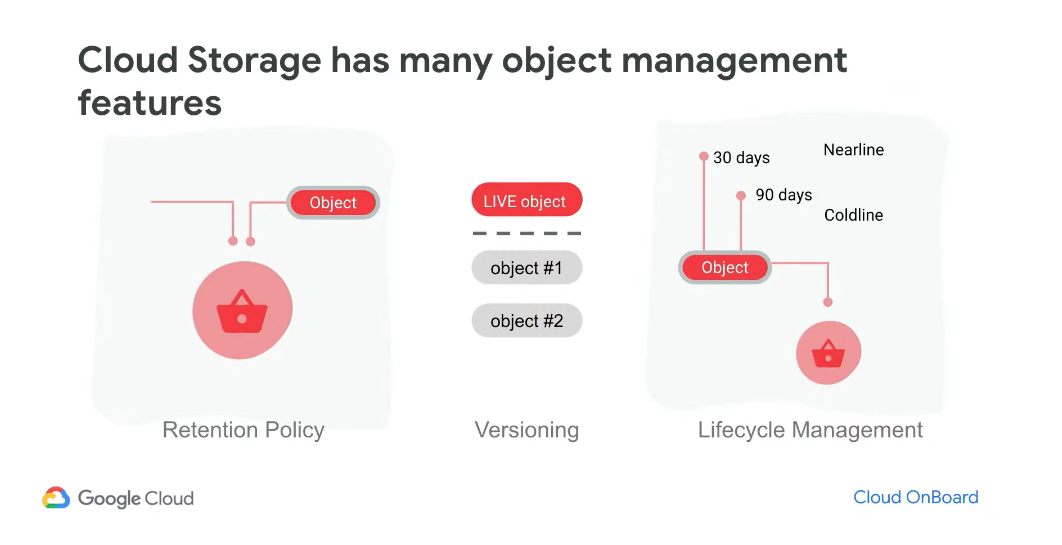 Cloud Storage has many object management
features
Object
Retention Policy
LIVE object
object #1
object #2
Versioning
30 days
Nearline
90 days
Coldline
Object
Lifecycle Management
Google Cloud
Cloud OnBoard